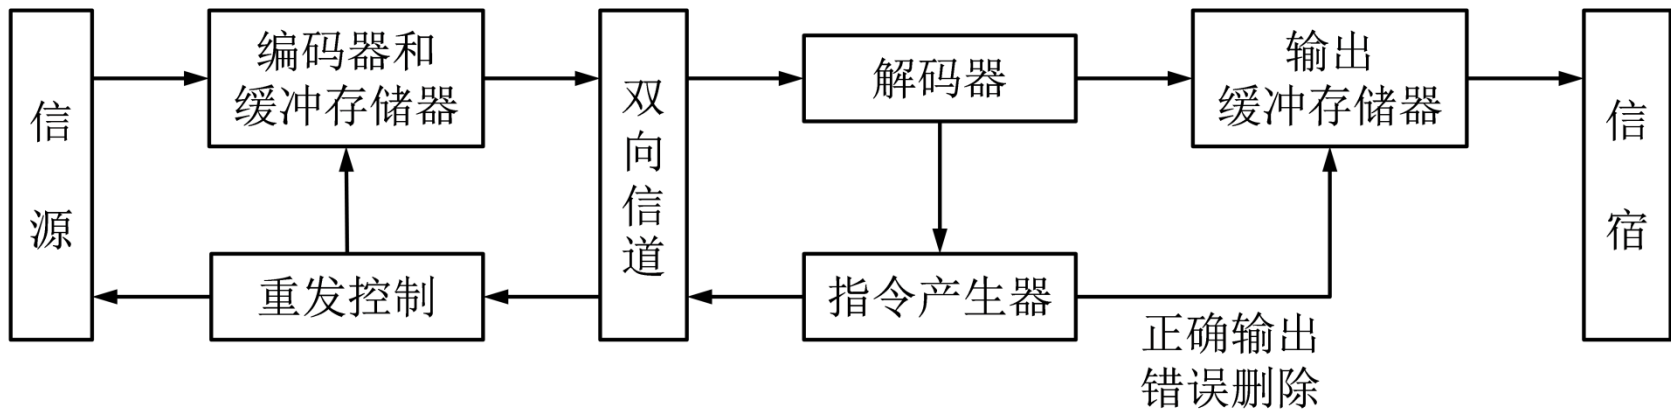 信源
编码器和
缓冲存储器
双向信道
解码器
输出
缓冲存储器
信宿
重发控制
指令产生器
正确输出
错误删除